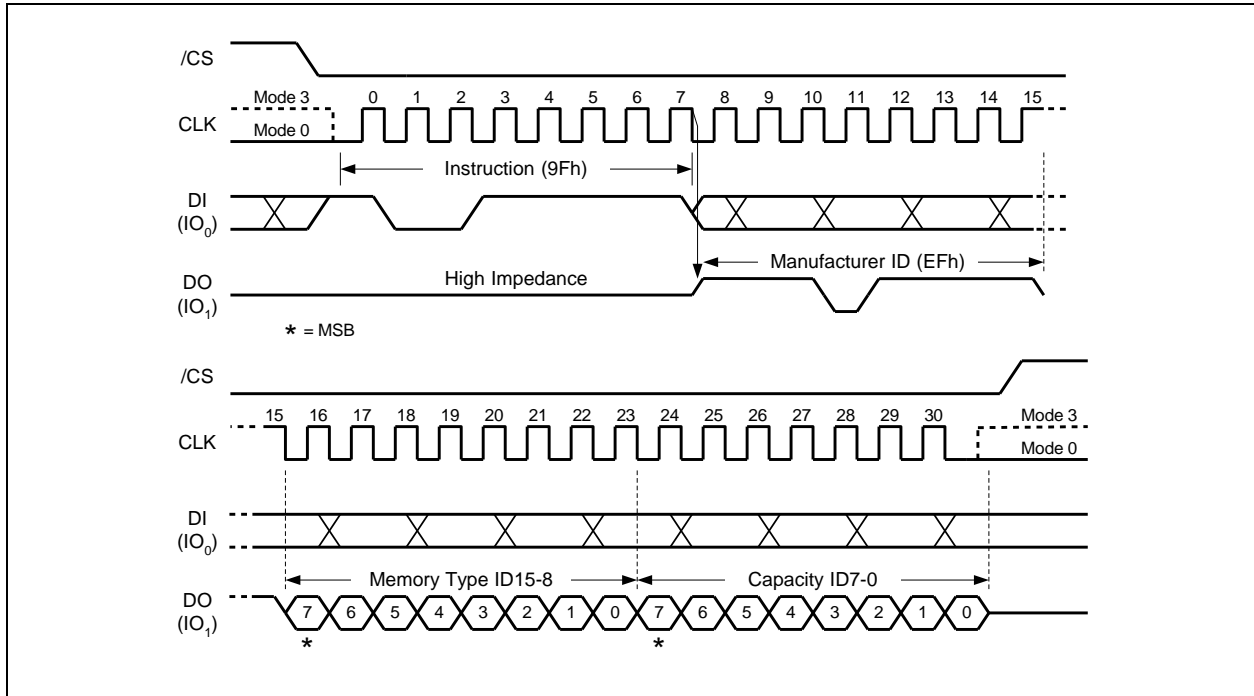 /CS
Mode 3 0 1 2 3 4 5 6 7 8 9 10 11 12 13 14 15
CLK
Mode 0
Instruction (9Fh)
DI
(IO0)
Manufacturer ID (EFh)
High Impedance
DO
(IO1)
* = MSB
/CS
15 16 17 18 19 20 21 22 23 24 25 26 27 28 29 30 Mode 3
CLK
Mode 0
DI
(IO0)
Memory Type ID15-8 Capacity ID7-0
DO
(IO1)
7 6 5 4 3 2 1 0 7 6 5 4 3 2 1 0
* *